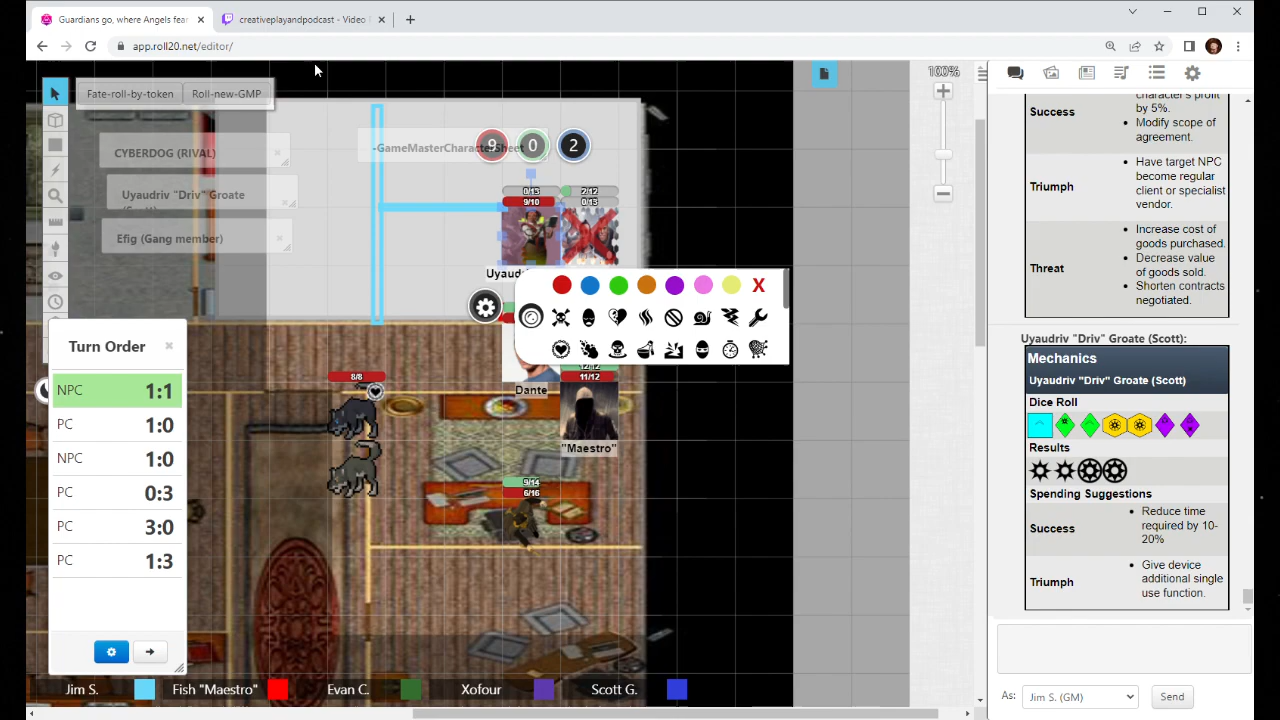 Guardians go, where Angels fear
creativeplayandpodcast - Video
app.roll20.net/editor/
Fate-roll-by-token
Roll-new-GMP
CYBERDOG (RIVAL)
Uyaudriv "Driv" Groate
(Scott)
Efig (Gang member)
-GameMasterCharacterSheet
9
0
2
0/13
9/10
2/12
0/13
Uyaudr
X
8/8
Dante
12/12
11/12
"Maestro"
9/14
6/16
Turn Order
NPC 1:1
PC 1:0
NPC 1:0
PC 0:3
PC 3:0
PC 1:3
Jim S.
Fish "Maestro"
Evan C.
Xofour
Scott G.
100%
character's profit
by 5%.
Success
Modify scope of
agreement.
Triumph
Have target NPC
become regular
client or specialist
vendor.
Threat
Increase cost of
goods purchased.
Decrease value
of goods sold.
Shorten contracts
negotiated.
Uyaudriv "Driv" Groate (Scott):
Mechanics
Uyaudriv "Driv" Groate (Scott)
Dice Roll
Results
Spending Suggestions
Success
Reduce time
required by 10-
20%
Triumph
Give device
additional single
use function.
As:
Jim S. (GM)
Send